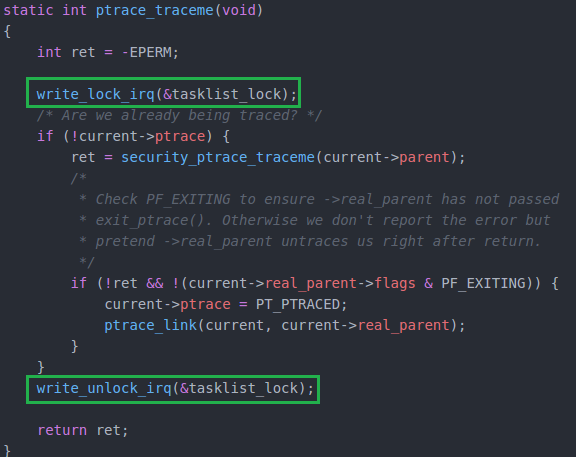 static int ptrace_traceme(void)
{
    int ret = -EPERM;

    write_lock_irq(&tasklist_lock);
    /* Are we already being traced? */
    if (!current->ptrace) {
        ret = security_ptrace_traceme(current->parent);
        /*
         * Check PF_EXITING to ensure ->real_parent has not passed
         * exit_ptrace(). Otherwise we don't report the error but
         * pretend ->real_parent untraces us right after return.
         */
        if (!ret && !(current->real_parent->flags & PF_EXITING)) {
            current->ptrace = PT_PTRACED;
            ptrace_link(current, current->real_parent);
        }
    }
    write_unlock_irq(&tasklist_lock);

    return ret;
}